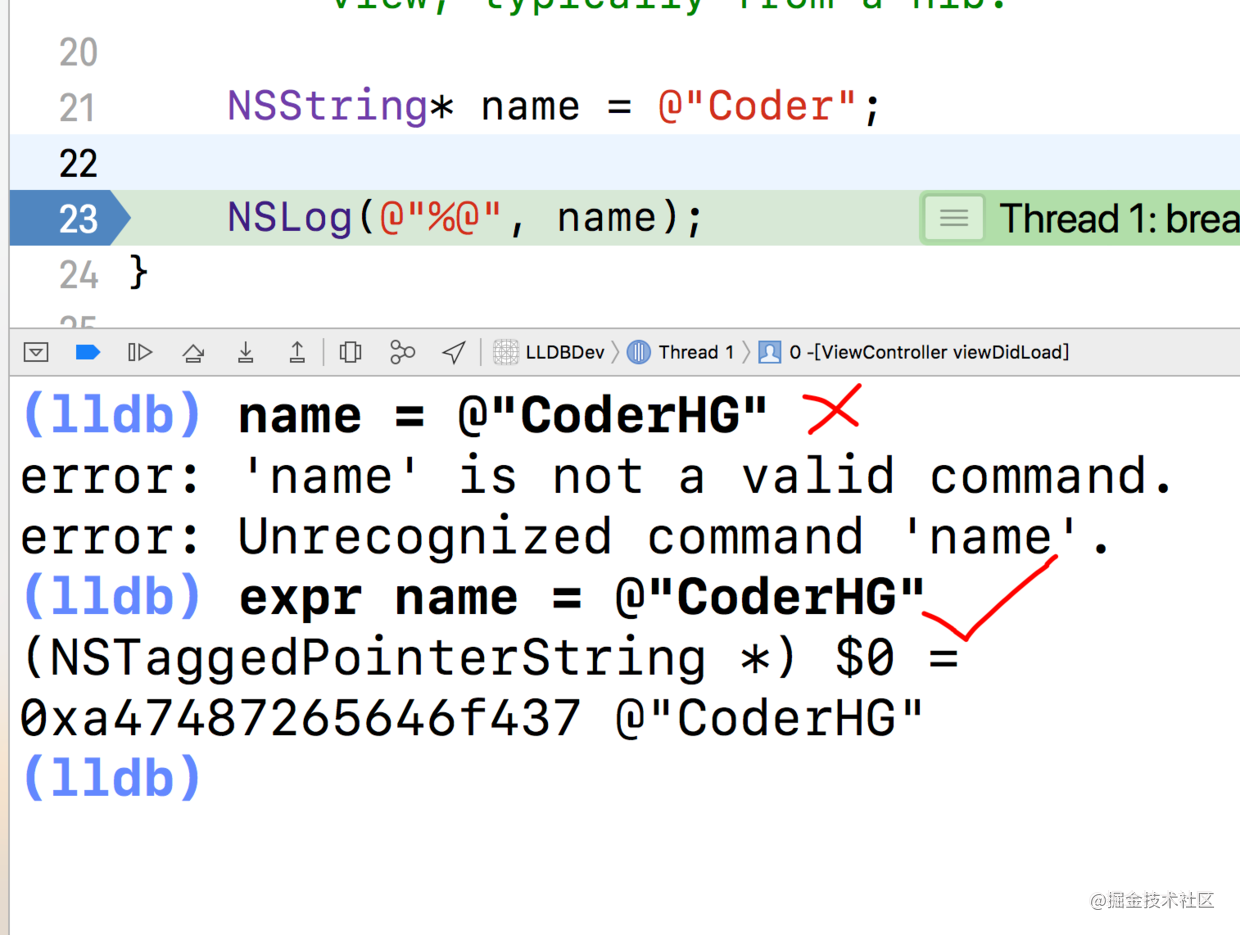 view, typically from a nib.
20
21 NSString* name = @"Coder";
22
23 NSLog(@"%@", name); Thread 1: brea
24 }
25
LLDBDev Thread 1 0 -[ViewController viewDidLoad]
(lldb) name = @"CoderHG"
error: 'name' is not a valid command.
error: Unrecognized command 'name'.
(lldb) expr name = @"CoderHG"
(NSTaggedPointerString *) $0 =
0xa47487265646f437 @"CoderHG"
(lldb)
@掘金技术社区